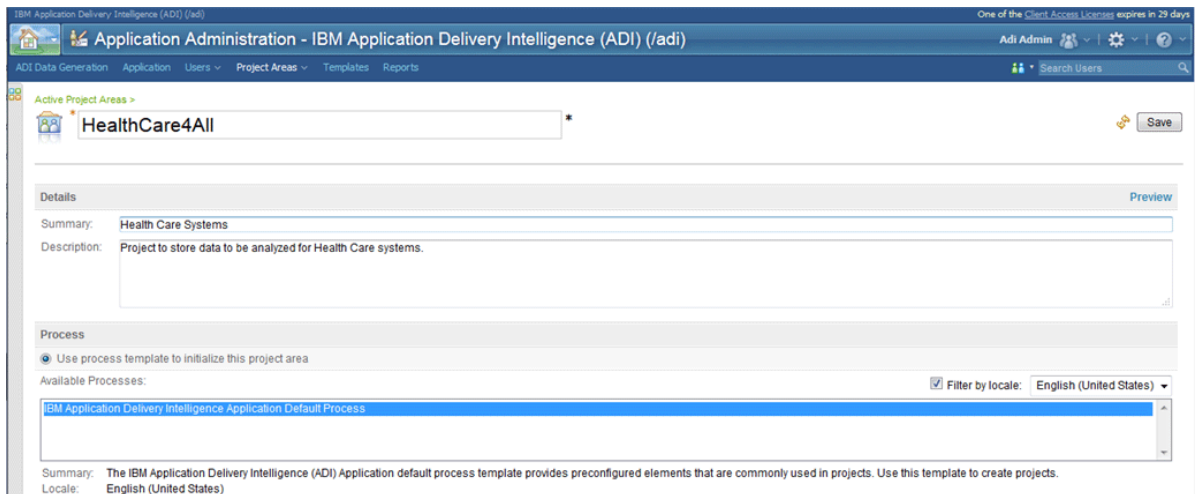 IBM Application Delivery Intelligence (ADI) (/adi) One of the Client Access Licenses expires in 29 days
Application Administration - IBM Application Delivery Intelligence (ADI) (/adi) Adi Admin
ADI Data Generation Application Users Project Areas Templates Reports Search Users
Active Project Areas >
* HealthCare4All * Save
Details Preview
Summary: Health Care Systems
Description: Project to store data to be analyzed for Health Care systems.
Process
Use process template to initialize this project area
Available Processes: Filter by locale: English (United States)
IBM Application Delivery Intelligence Application Default Process
Summary: The IBM Application Delivery Intelligence (ADI) Application default process template provides preconfigured elements that are commonly used in projects. Use this template to create projects.
Locale: English (United States)